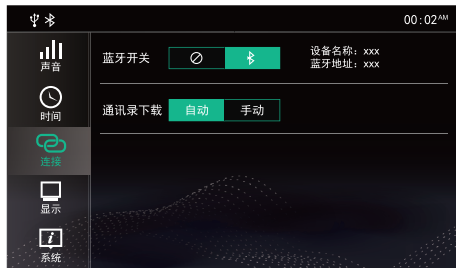 00:02AM
声音
时间
连接
显示
系统
蓝牙开关
设备名称：xxx
蓝牙地址：xxx
通讯录下载 自动 手动